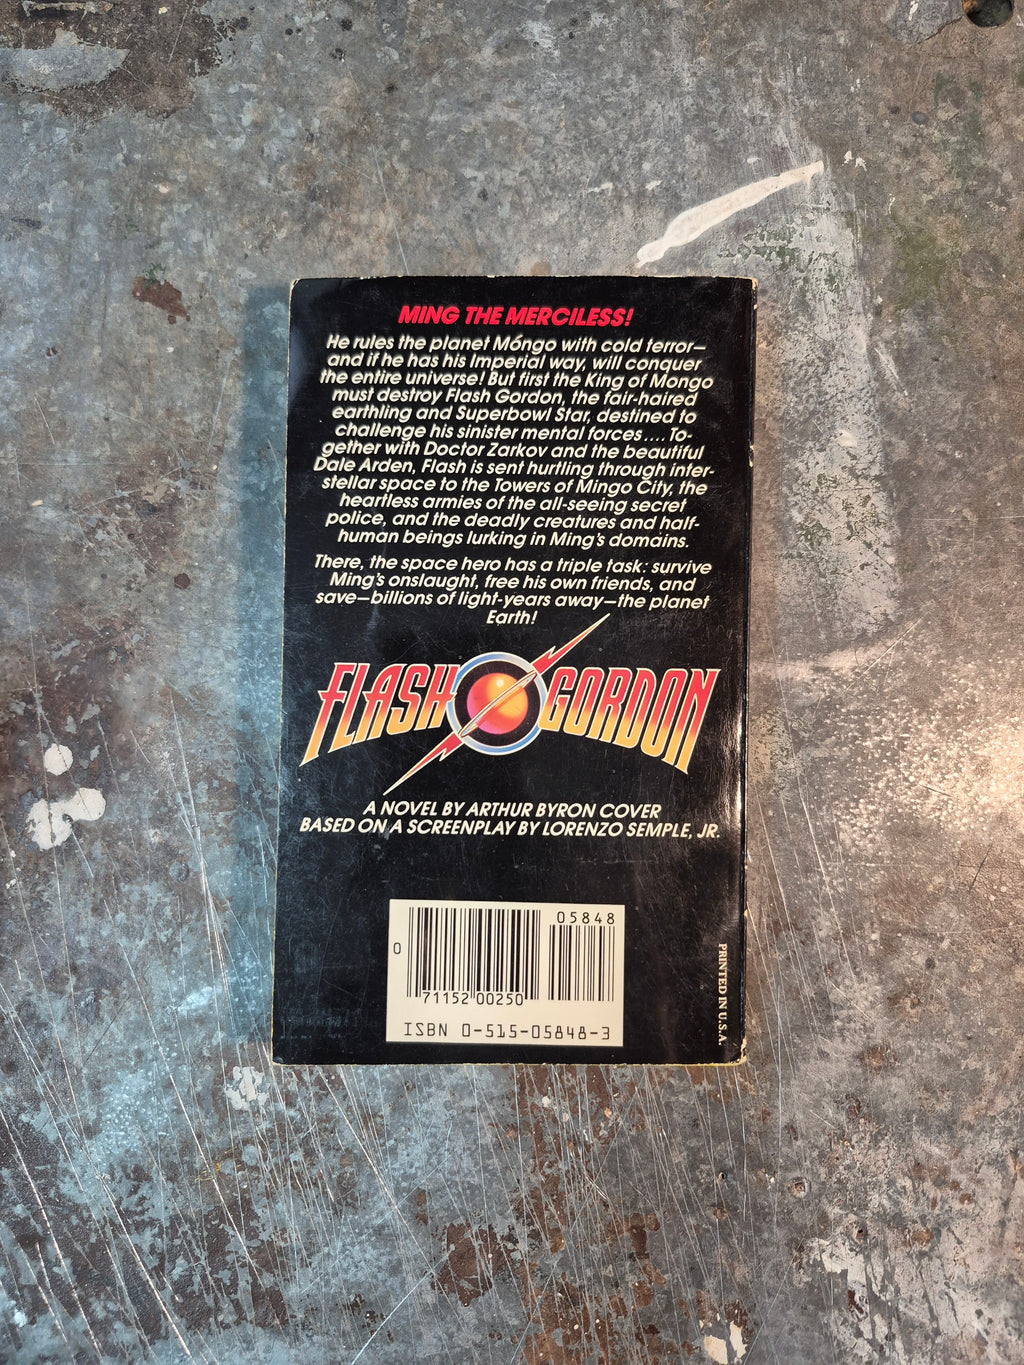 MING THE MERCILESS!
He rules the planet Mongo with cold terror—
and if he has his Imperial way, will conquer
the entire universe! But first the King of Mongo
must destroy Flash Gordon, the fair-haired
earthling and Superbowl Star, destined to
challenge his sinister mental forces.... To-
gether with Doctor Zarkov and the beautiful
Dale Arden, Flash is sent hurtling through inter-
stellar space to the Towers of Mingo City, the
heartless armies of the all-seeing secret
police, and the deadly creatures and half-
human beings lurking in Ming's domains.
There, the space hero has a triple task: survive
Ming's onslaught, free his own friends, and
save—billions of light-years away—the planet
Earth!
FLASH GORDON
A NOVEL BY ARTHUR BYRON COVER
BASED ON A SCREENPLAY BY LORENZO SEMPLE, JR.
05848
0
71152 00250
ISBN 0-515-05848-3
PRINTED IN U.S.A.